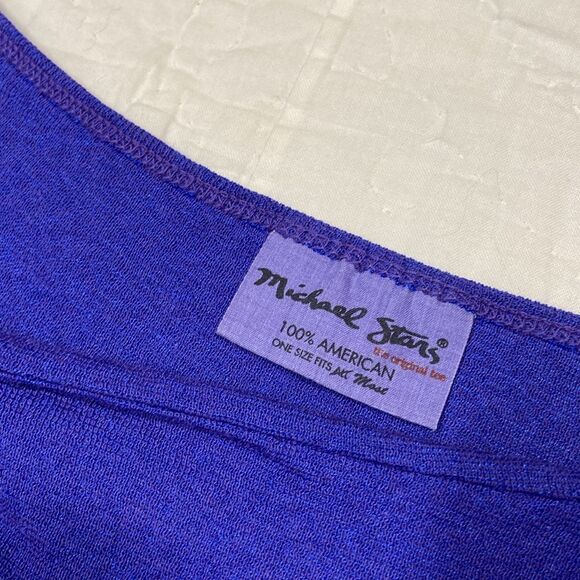 Michael Stars®
the original tee
100% AMERICAN
ONE SIZE FITS All Most